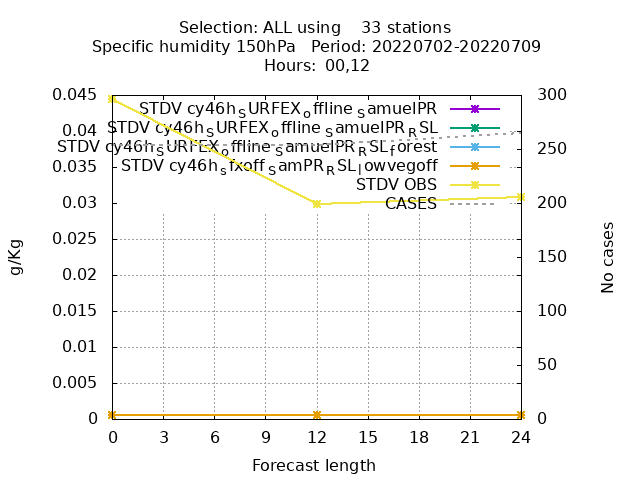 Selection: ALL using 33 stations
Specific humidity 150hPa Period: 20220702-20220709
Hours: 00,12
0.045 STDV cy46h_SURFEX_offline_SamuelPR 300
0.04 STDV cy46h_SURFEX_offline_SamuelPR_RSL
STDV cy46h_SURFEX_offline_samuelPR_RSL_forest 250
0.035 STDV cy46h_sfxoff_SamPR_RSL_lowvegoff
STDV OBS
0.03 CASES 200
0.025
150
0.02
0.015
100
0.01
50
0.005
0 0
0 3 6 9 12 15 18 21 24
g/Kg
No cases
Forecast length